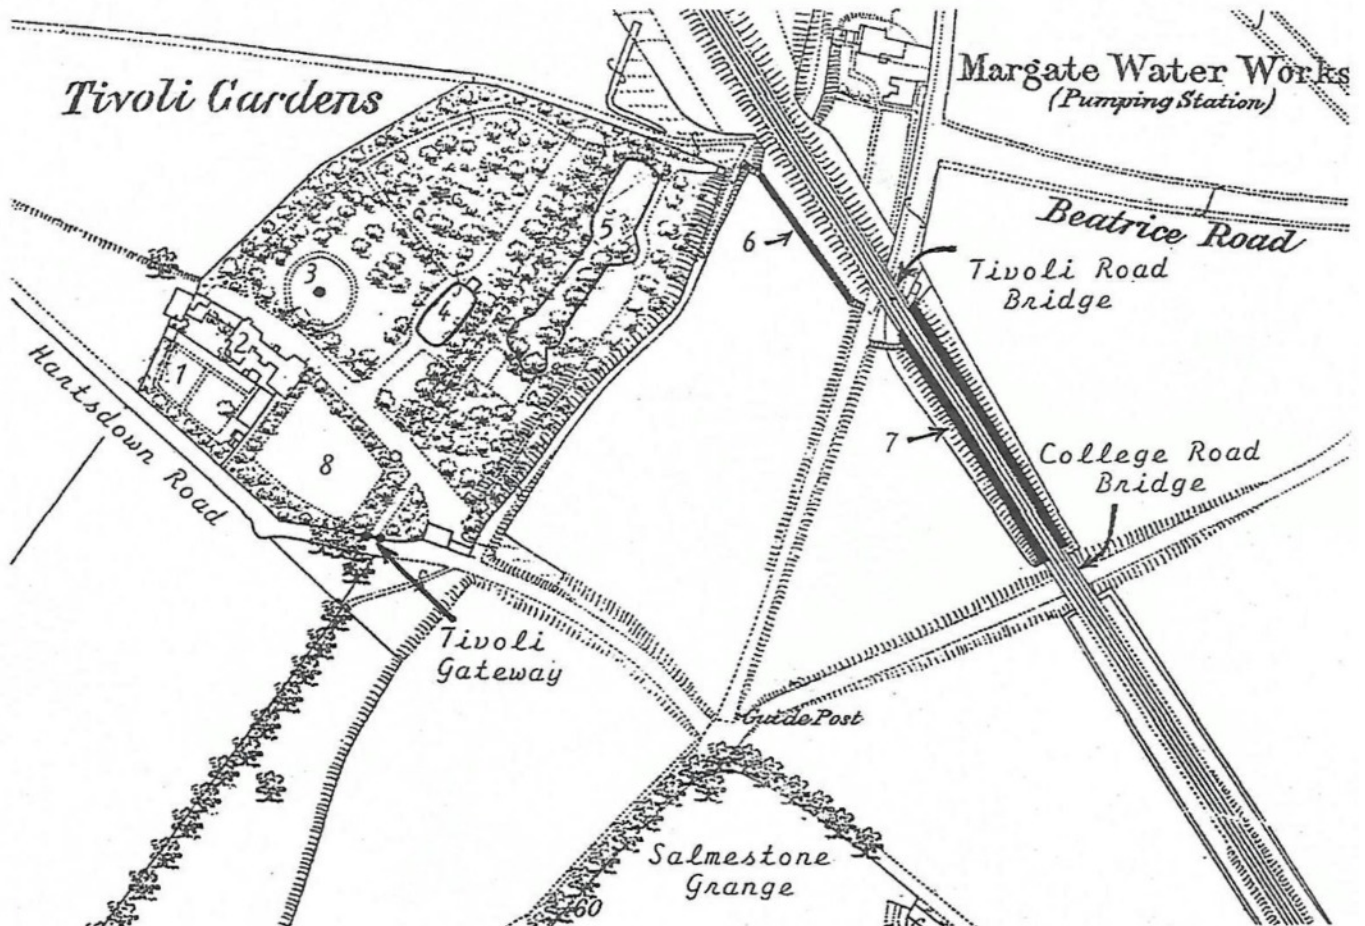 Tivoli Gardens
Margate Water Works
(Pumping Station)
Beatrice Road
Tivoli Road
Bridge
College Road
Bridge
Hartsdown Road
Tivoli
Gateway
Guide Post
Salmestone
Grange
1
2
3
4
5
6
7
8
60